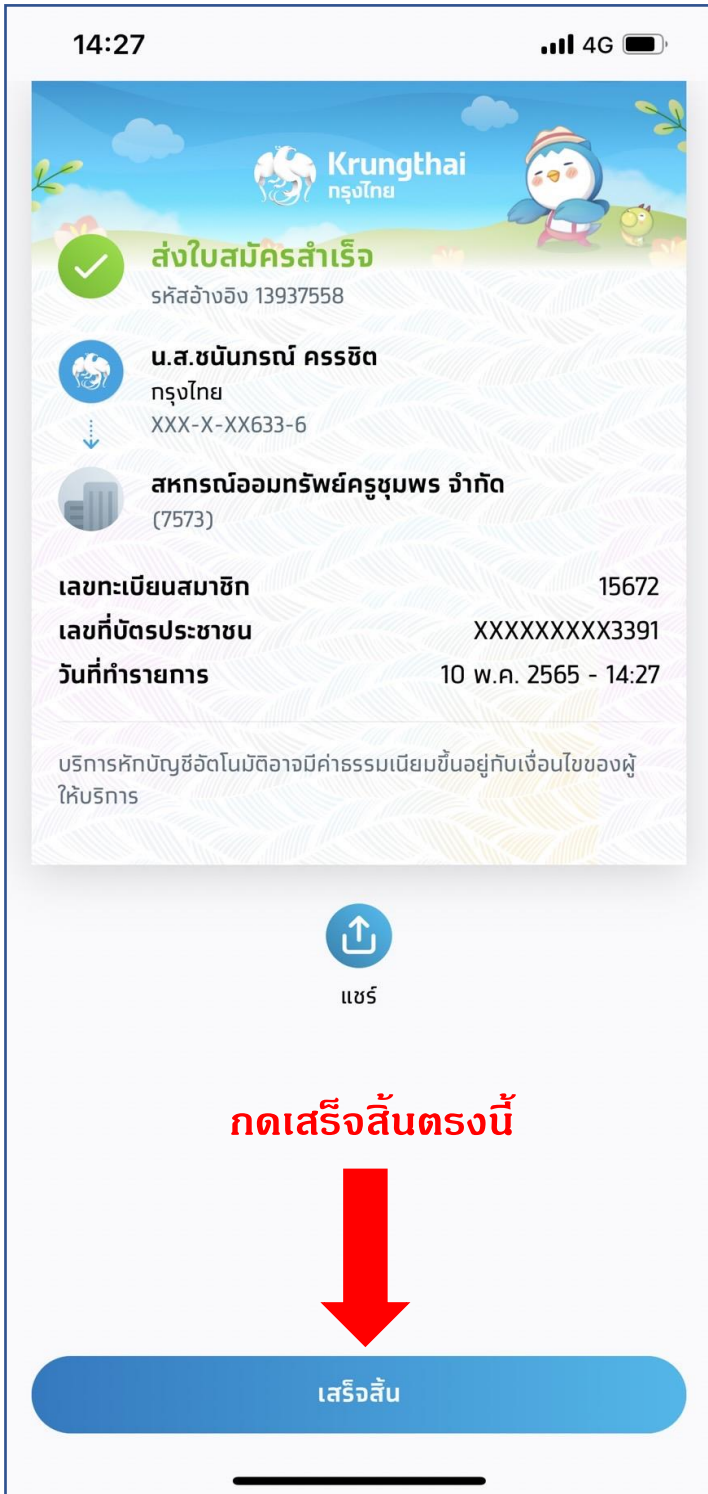 14:27
4G
Krungthai
กรุงไทย
ส่งใบสมัครสำเร็จ
รหัสอ้างอิง 13937558
น.ส.ชนันภรณ์ ครรชิต
กรุงไทย
XXX-X-XX633-6
สหกรณ์ออมทรัพย์ครูชุมพร จำกัด
(7573)
เลขทะเบียนสมาชิก 15672
เลขที่บัตรประชาชน XXXXXXXXX3391
วันที่ทำรายการ 10 พ.ค. 2565 - 14:27
บริการหักบัญชีอัตโนมัติอาจมีค่าธรรมเนียมขึ้นอยู่กับเงื่อนไขของผู้
ให้บริการ
แชร์
กดเสร็จสิ้นตรงนี้
เสร็จสิ้น